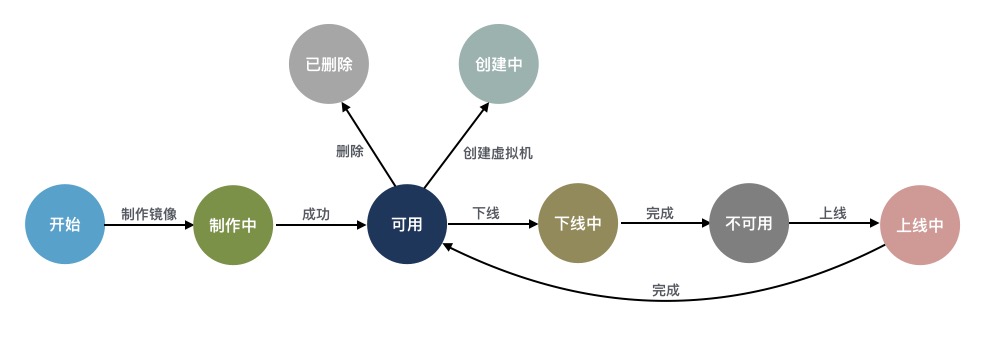 已删除
创建中
删除
创建虚拟机
开始
制作镜像
制作中
成功
可用
下线
下线中
完成
不可用
上线
上线中
完成